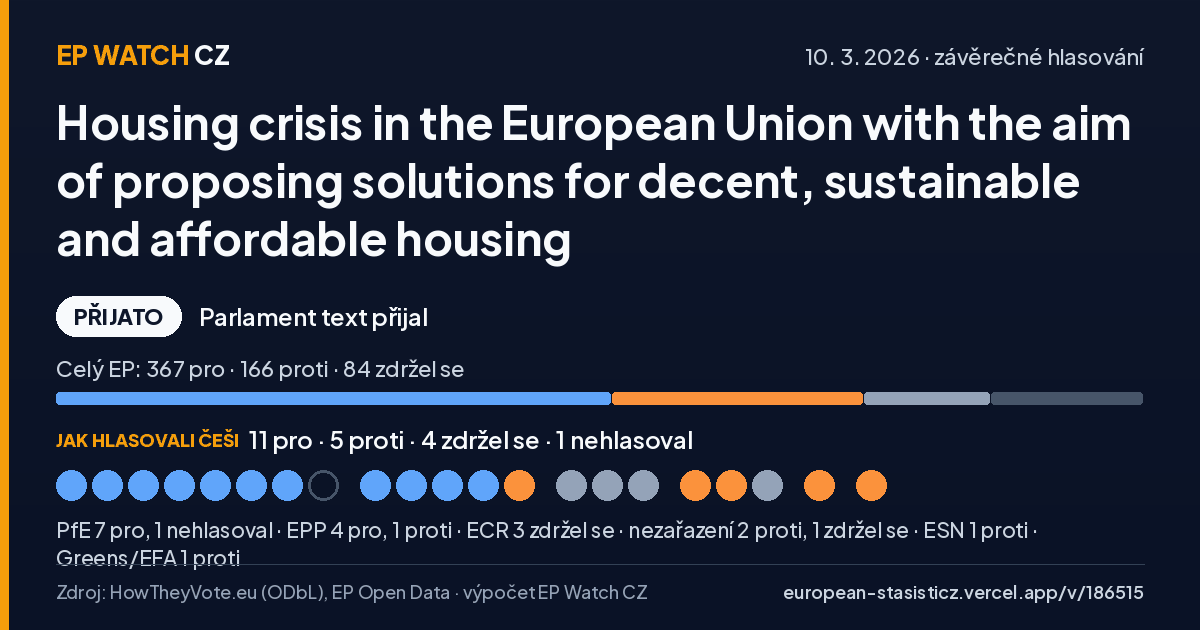 EP WATCH CZ
10. 3. 2026 · závěrečné hlasování
Housing crisis in the European Union with the aim
of proposing solutions for decent, sustainable
and affordable housing
PŘIJATO Parlament text přijal
Celý EP: 367 pro · 166 proti · 84 zdržel se
JAK HLASOVALI ČEŠI 11 pro · 5 proti · 4 zdržel se · 1 nehlasoval
PfE 7 pro, 1 nehlasoval · EPP 4 pro, 1 proti · ECR 3 zdržel se · nezařazení 2 proti, 1 zdržel se · ESN 1 proti ·
Greens/EFA 1 proti
Zdroj: HowTheyVote.eu (ODbL), EP Open Data · výpočet EP Watch CZ
european-stasisticz.vercel.app/v/186515